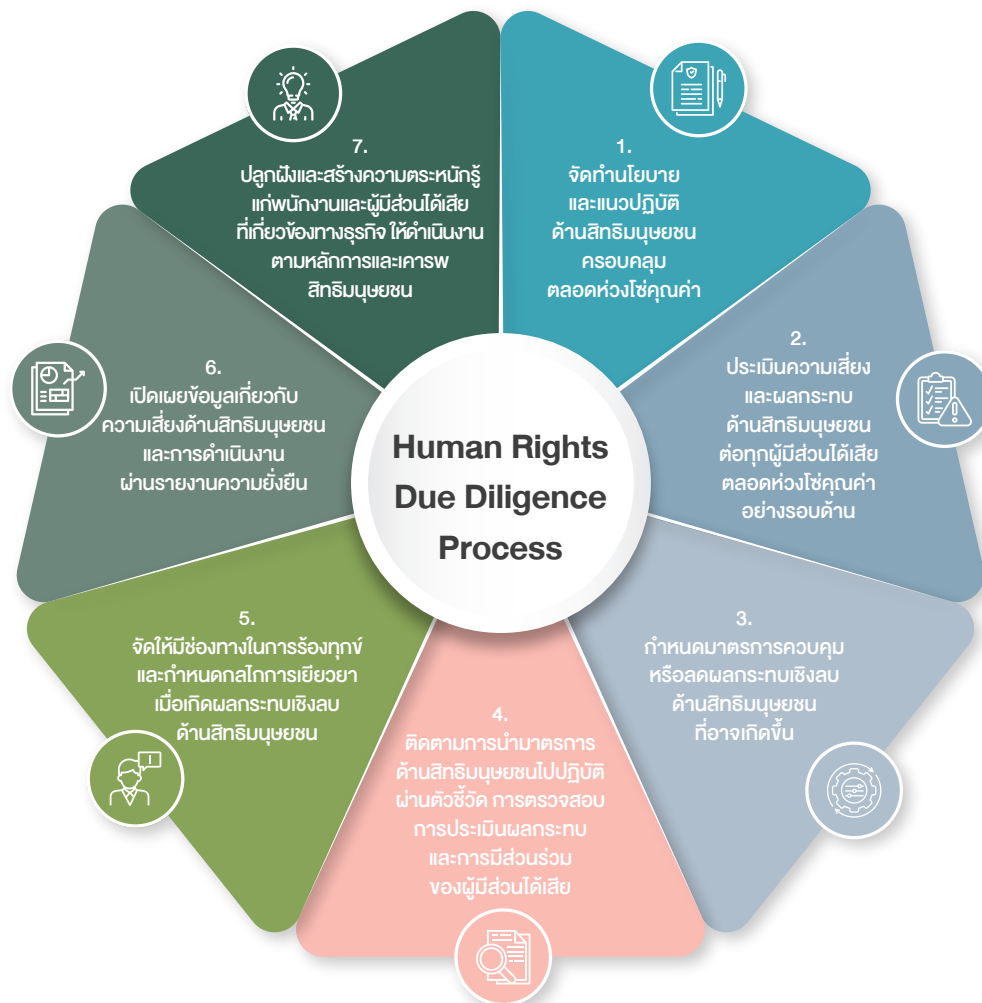 Human Rights
Due Diligence
Process
1.
จัดทำนโยบาย
และแนวปฏิบัติ
ด้านสิทธิมนุษยชน
ครอบคลุม
ตลอดห่วงโซ่คุณค่า
2.
ประเมินความเสี่ยง
และผลกระทบ
ด้านสิทธิมนุษยชน
ต่อทุกผู้มีส่วนได้เสีย
ตลอดห่วงโซ่คุณค่า
อย่างรอบด้าน
3.
กำหนดมาตรการควบคุม
หรือลดผลกระทบเชิงลบ
ด้านสิทธิมนุษยชน
ที่อาจเกิดขึ้น
4.
ติดตามการนำมาตรการ
ด้านสิทธิมนุษยชนไปปฏิบัติ
ผ่านตัวชี้วัด การตรวจสอบ
การประเมินผลกระทบ
และการมีส่วนร่วม
ของผู้มีส่วนได้เสีย
5.
จัดให้มีช่องทางในการร้องทุกข์
และกำหนดกลไกการเยียวยา
เมื่อเกิดผลกระทบเชิงลบ
ด้านสิทธิมนุษยชน
6.
เปิดเผยข้อมูลเกี่ยวกับ
ความเสี่ยงด้านสิทธิมนุษยชน
และการดำเนินงาน
ผ่านรายงานความยั่งยืน
7.
ปลูกฝังและสร้างความตระหนักรู้
แก่พนักงานและผู้มีส่วนได้เสีย
ที่เกี่ยวข้องทางธุรกิจ ให้ดำเนินงาน
ตามหลักการและเคารพ
สิทธิมนุษยชน